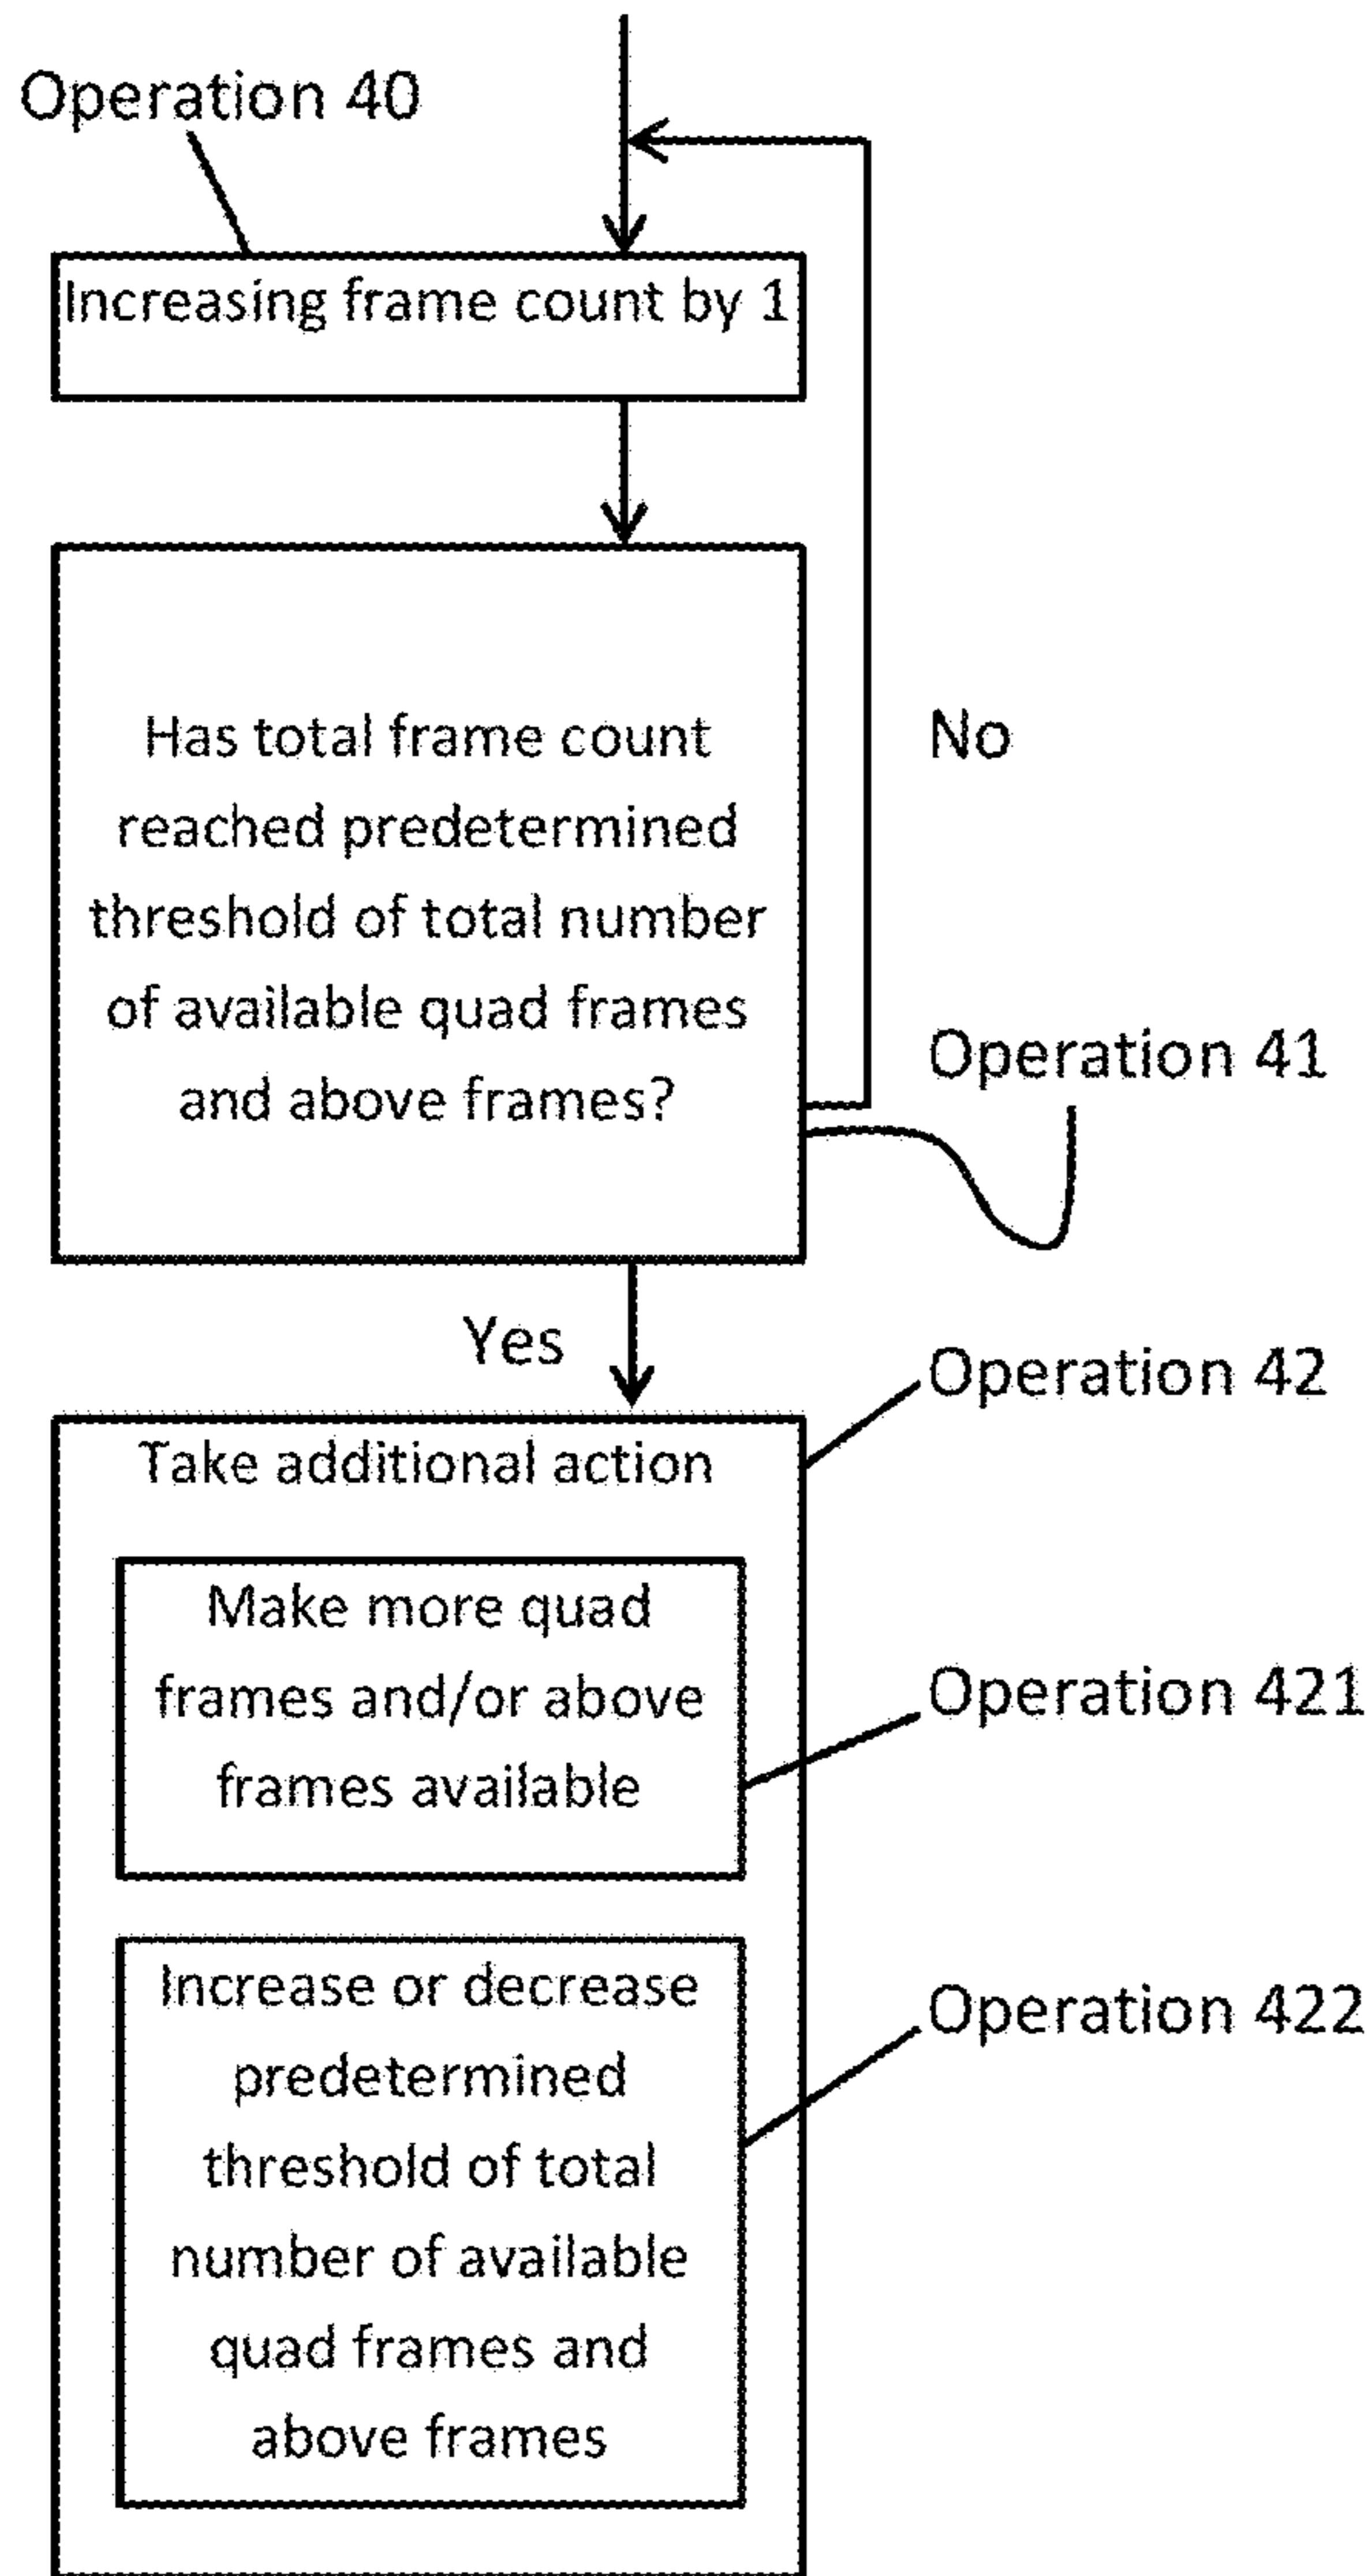 Operation 40
Increasing frame count by 1
Has total frame count
reached predetermined
threshold of total number
of available quad frames
and above frames?
No
Operation 41
Yes
Operation 42
Take additional action
Make more quad
frames and/or above
frames available
Operation 421
Increase or decrease
predetermined
threshold of total
number of available
quad frames and
above frames
Operation 422